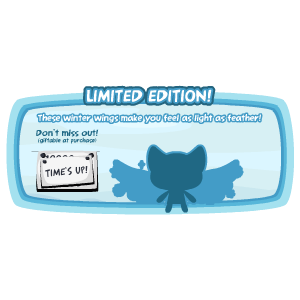 LIMITED EDITION!
These winter wings make you feel as light as feather!
Don't miss out!
(giftable at purchase)
TIME'S UP!